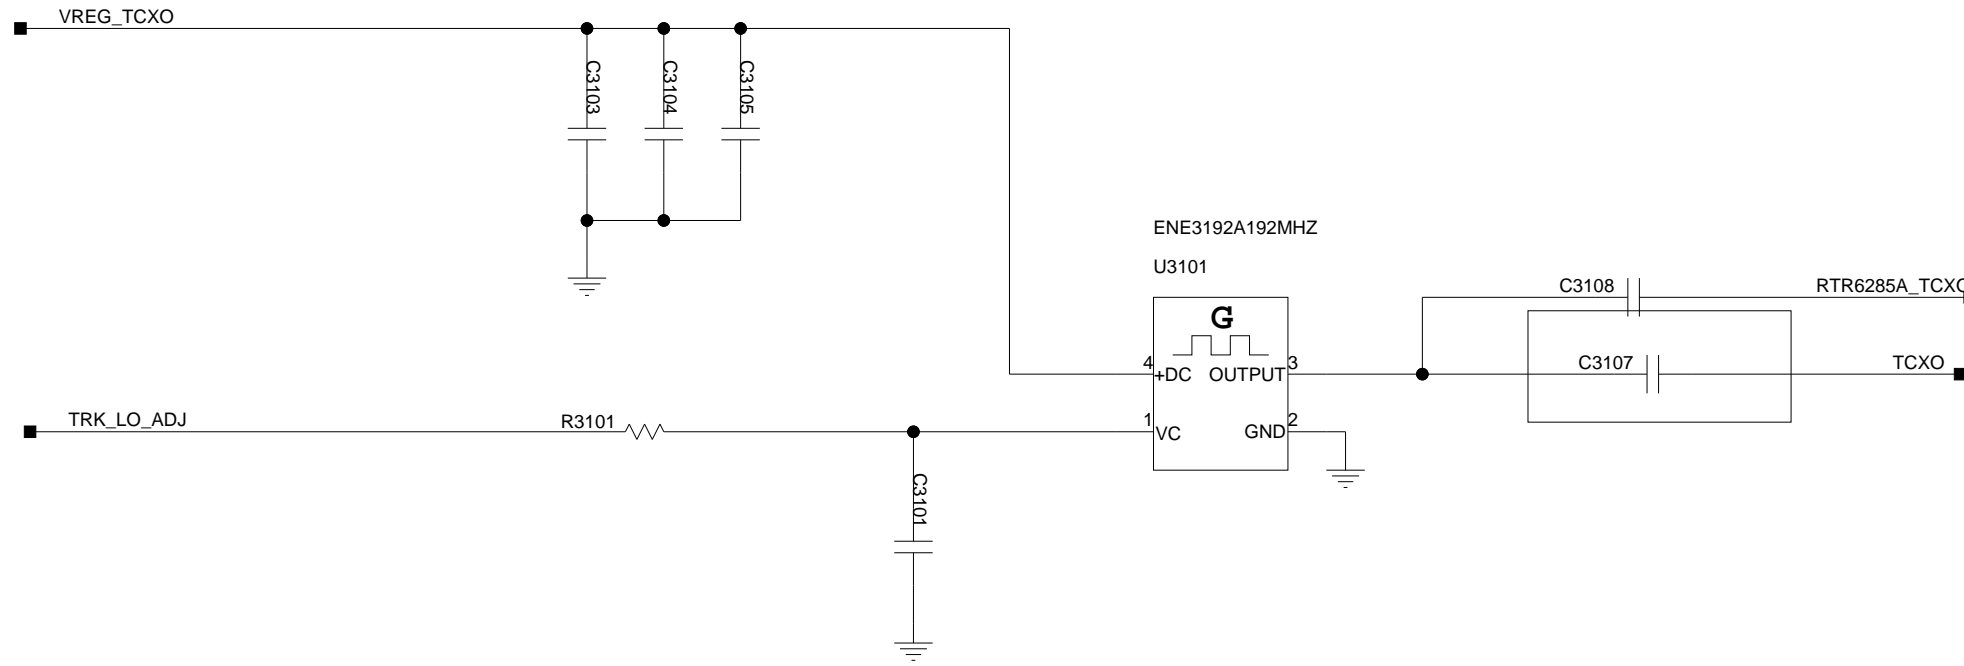 VREG_TCXO
C3103
C3104
C3105
ENE3192A192MHZ
U3101
C3108
RTR6285A_TCXO
G
4
+DC
OUTPUT
3
C3107
TCXO
TRK_LO_ADJ
R3101
1
VC
GND
2
C3101